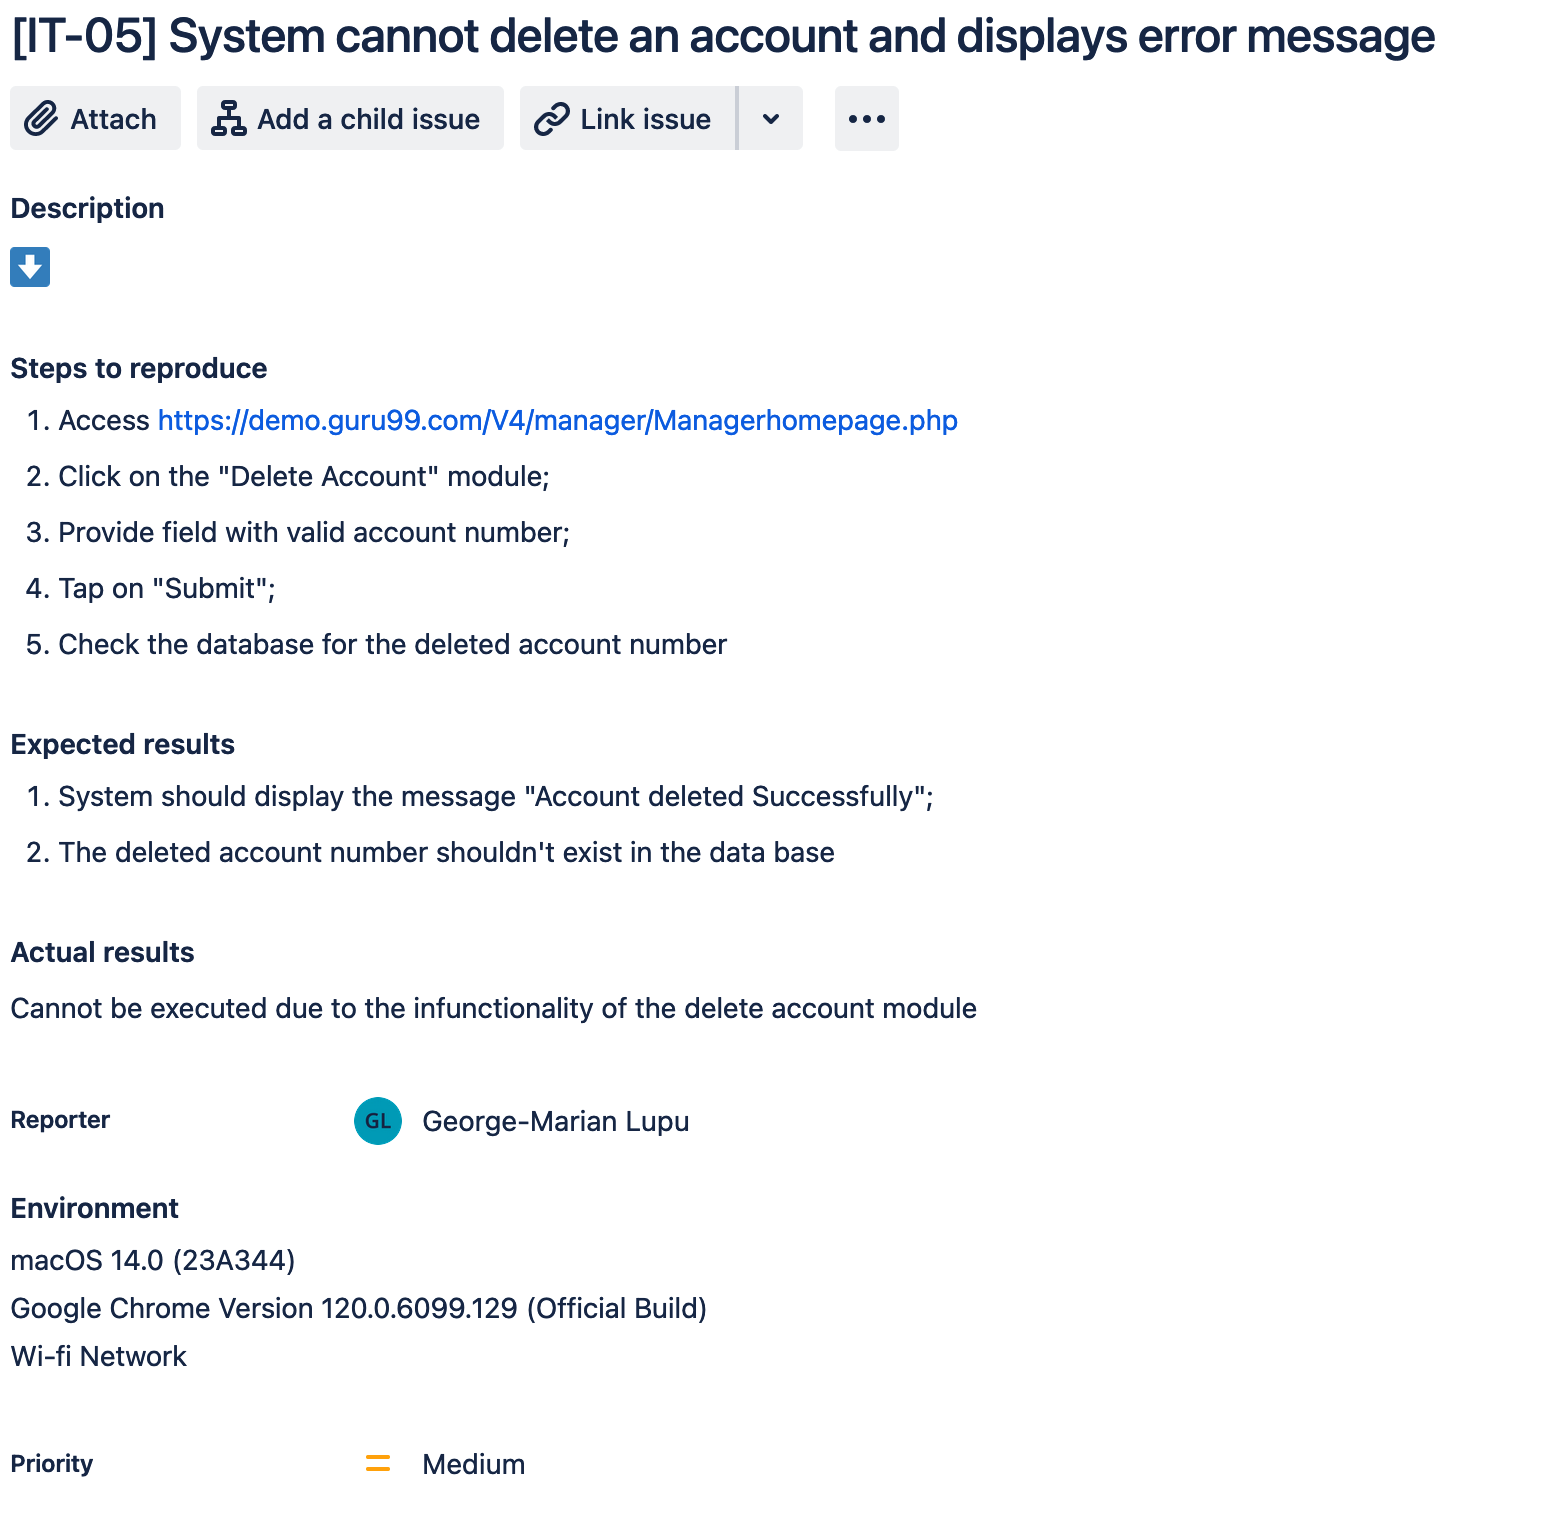 [IT-05] System cannot delete an account and displays error message
Attach
Add a child issue
Link issue
Description
Steps to reproduce
1. Access https://demo.guru99.com/V4/manager/Managerhomepage.php
2. Click on the "Delete Account" module;
3. Provide field with valid account number;
4. Tap on "Submit";
5. Check the database for the deleted account number
Expected results
1. System should display the message "Account deleted Successfully";
2. The deleted account number shouldn't exist in the data base
Actual results
Cannot be executed due to the infunctionality of the delete account module
Reporter GL George-Marian Lupu
Environment
macOS 14.0 (23A344)
Google Chrome Version 120.0.6099.129 (Official Build)
Wi-fi Network
Priority Medium